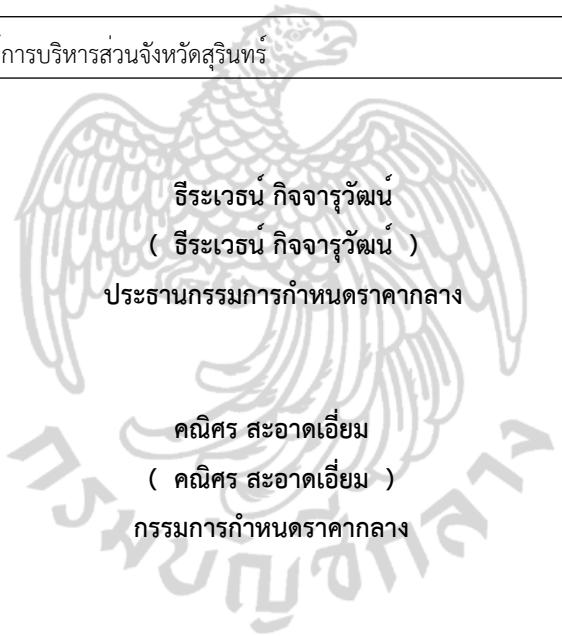 การบริหารส่วนจังหวัดสุรินทร์
ธีระเวธน์ กิจจารุวัฒน์
( ธีระเวธน์ กิจจารุวัฒน์ )
ประธานกรรมการกำหนดราคากลาง
คณิศร สะอาดเอี่ยม
( คณิศร สะอาดเอี่ยม )
กรรมการกำหนดราคากลาง
กรมบัญชีกลาง